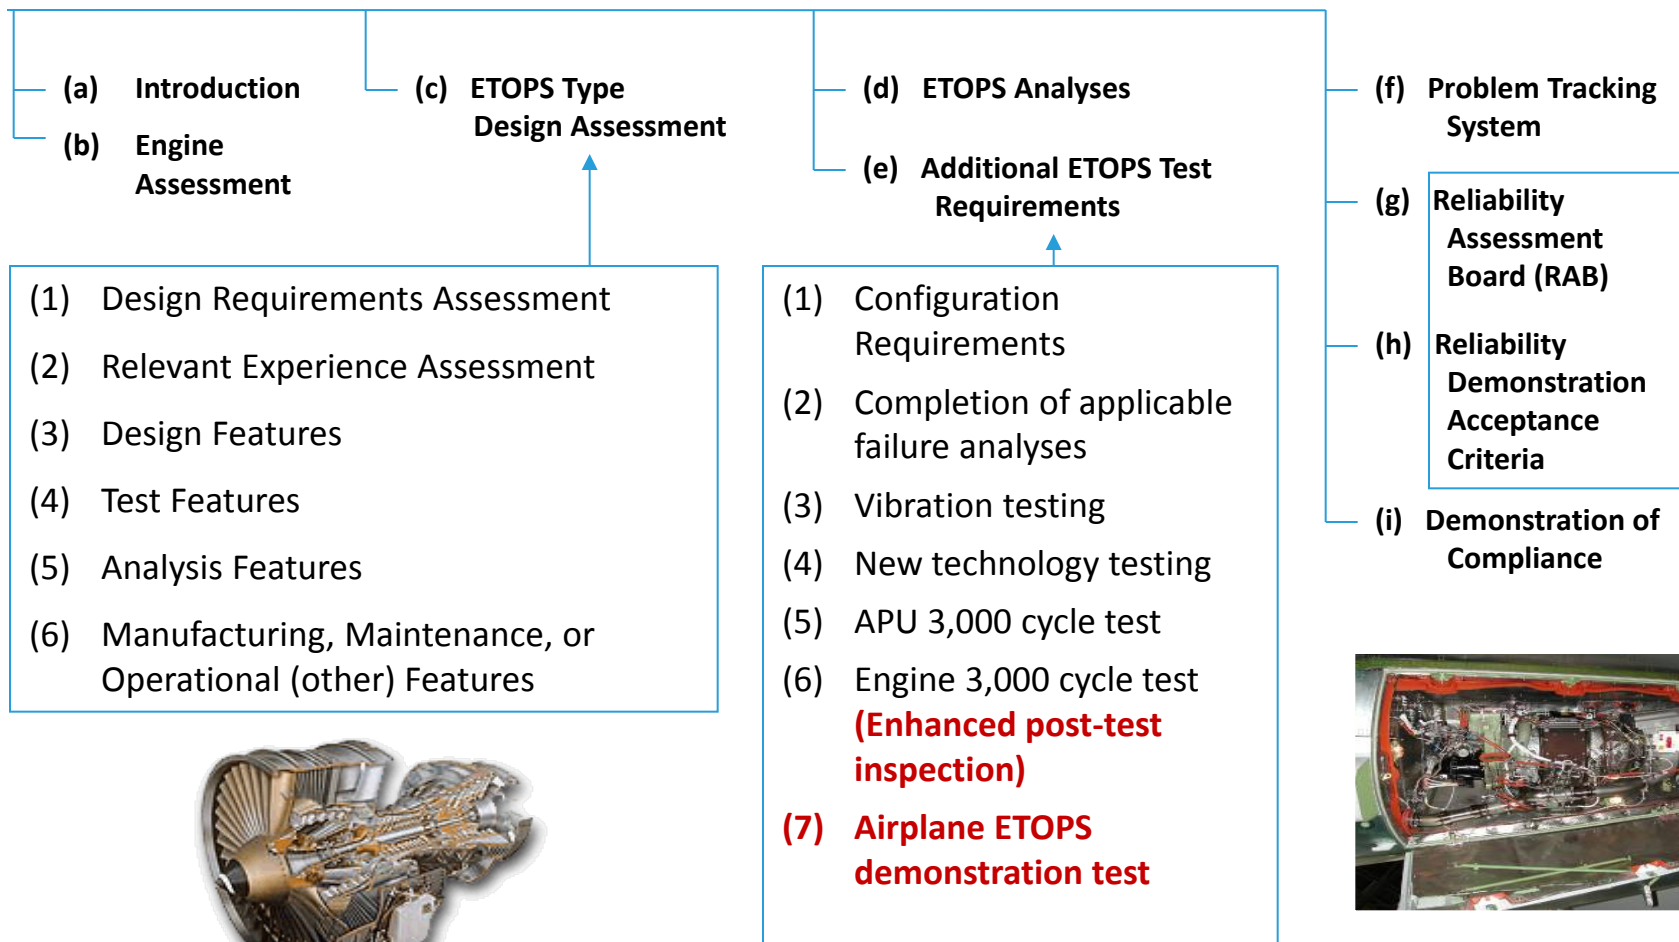 (a) Introduction
(b) Engine
Assessment
(c) ETOPS Type
Design Assessment
(1) Design Requirements Assessment
(2) Relevant Experience Assessment
(3) Design Features
(4) Test Features
(5) Analysis Features
(6) Manufacturing, Maintenance, or
Operational (other) Features
(d) ETOPS Analyses
(e) Additional ETOPS Test
Requirements
(1) Configuration
Requirements
(2) Completion of applicable
failure analyses
(3) Vibration testing
(4) New technology testing
(5) APU 3,000 cycle test
(6) Engine 3,000 cycle test
(Enhanced post-test
inspection)
(7) Airplane ETOPS
demonstration test
(f) Problem Tracking
System
(g) Reliability
Assessment
Board (RAB)
(h) Reliability
Demonstration
Acceptance
Criteria
(i) Demonstration of
Compliance